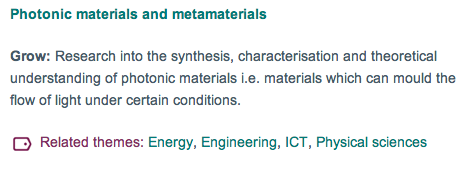 Photonic materials and metamaterials
Grow: Research into the synthesis, characterisation and theoretical
understanding of photonic materials i.e. materials which can mould the
flow of light under certain conditions.
Related themes: Energy, Engineering, ICT, Physical sciences